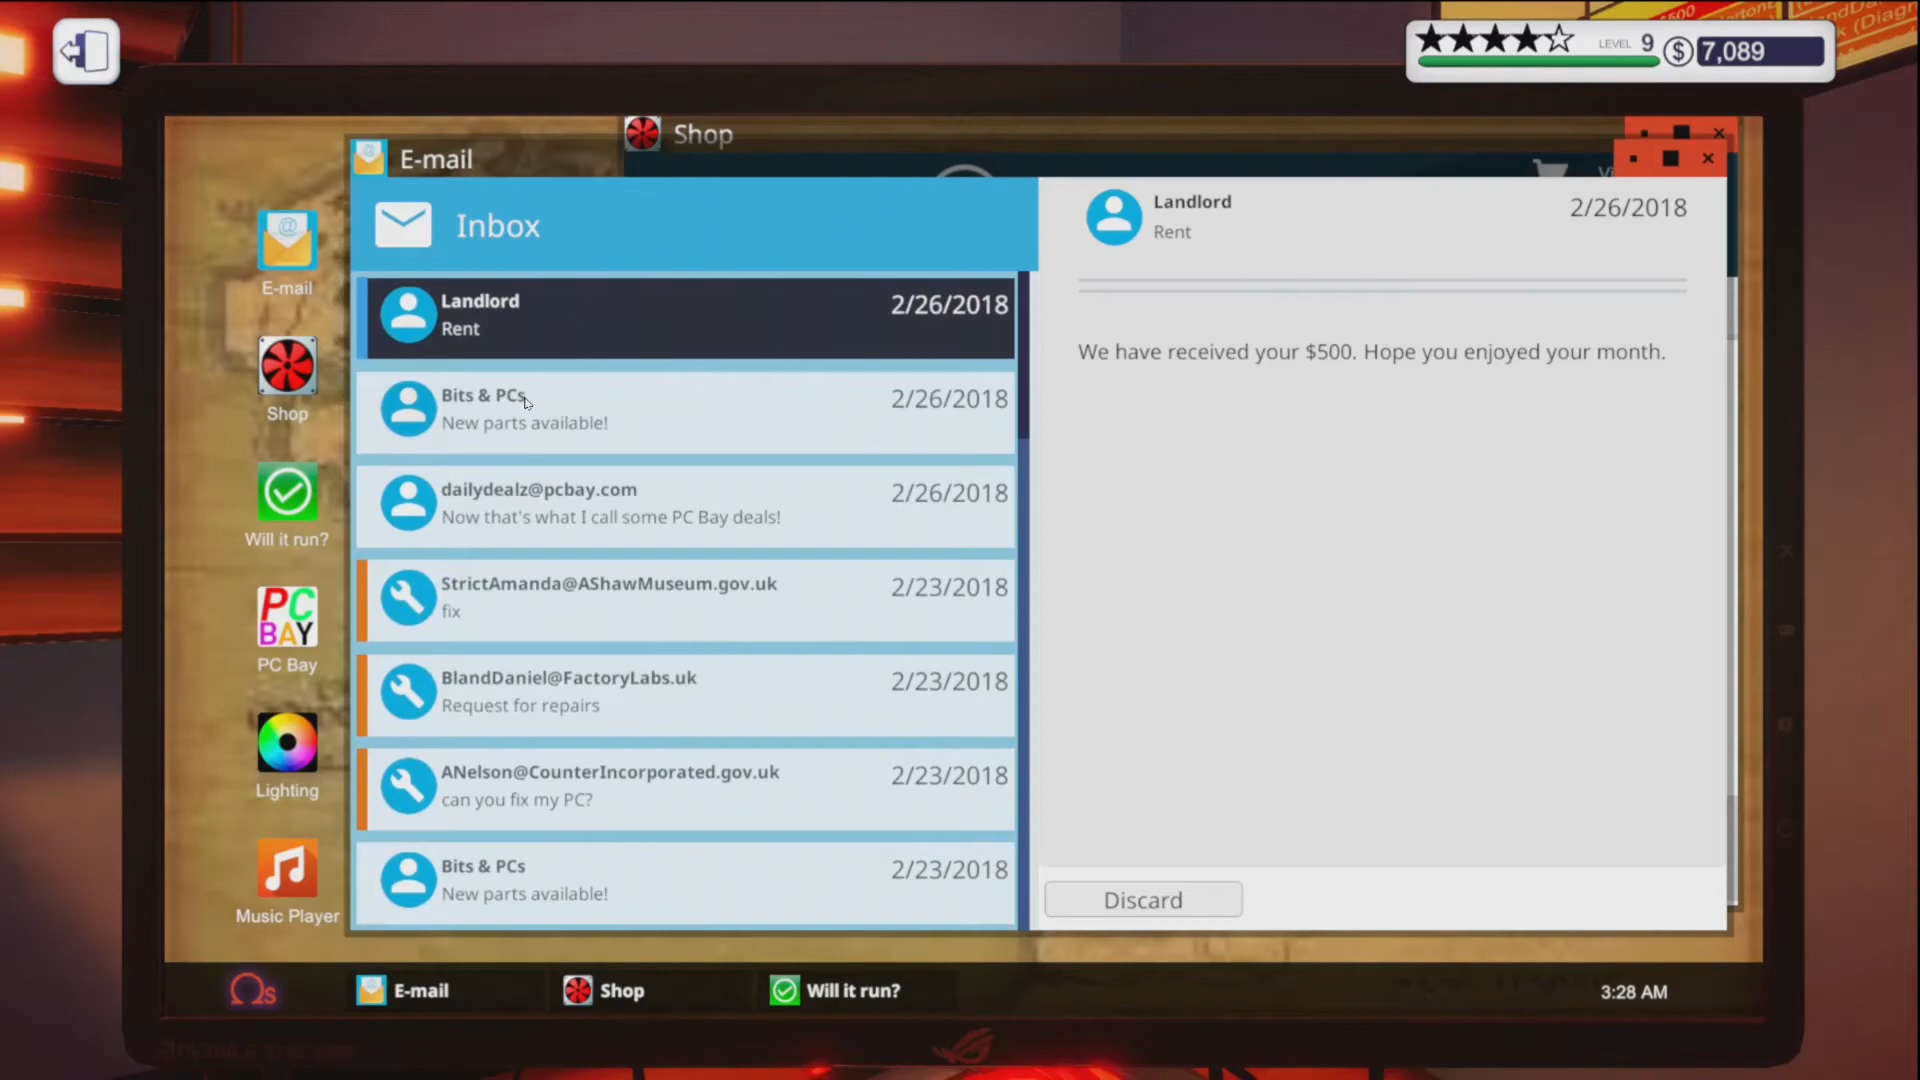 LEVEL 9
$ 7,089
Shop
E-mail
Inbox
Landlord
Rent
2/26/2018
Bits & PCs
New parts available!
2/26/2018
dailydealz@pcbay.com
Now that's what I call some PC Bay deals!
2/26/2018
StrictAmanda@AShawMuseum.gov.uk
fix
2/23/2018
BlandDaniel@FactoryLabs.uk
Request for repairs
2/23/2018
ANelson@CounterIncorporated.gov.uk
can you fix my PC?
2/23/2018
Bits & PCs
New parts available!
2/23/2018
Landlord
Rent
2/26/2018
We have received your $500. Hope you enjoyed your month.
Discard
E-mail
Shop
Will it run?
PC
BAY
PC Bay
Lighting
Music Player
Ωs
E-mail
Shop
Will it run?
3:28 AM